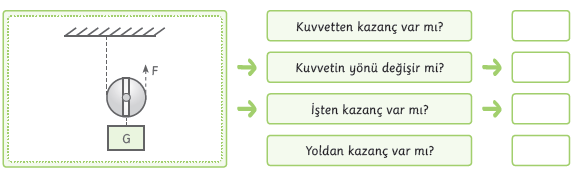 Kuvvetten kazanç var mı?
F
Kuvvetin yönü değişir mi?
İşten kazanç var mı?
G
Yoldan kazanç var mı?